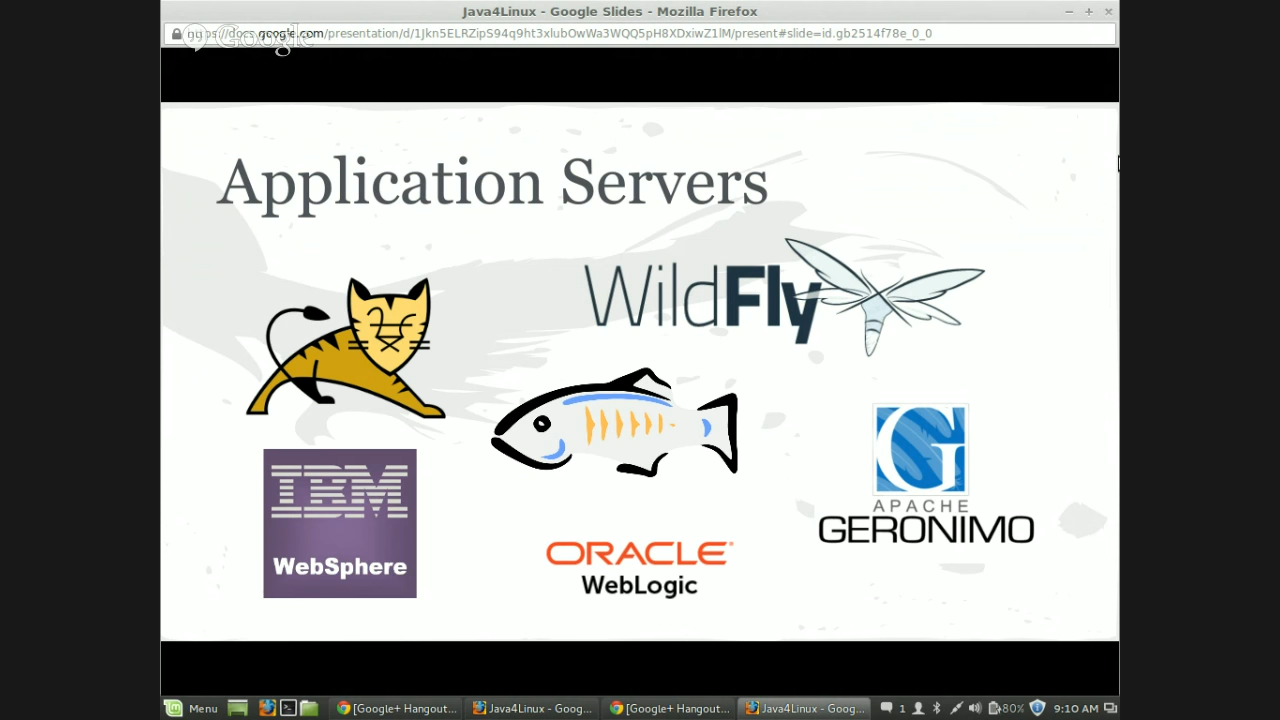 Java4Linux - Google Slides - Mozilla Firefox
Google
docs.google.com/presentation/d/1Jkn5ELRZipS94q9ht3xlubOwWa3WQQ5pH8XDxiwZ1lM/present#slide=id.gb2514f78e_0_0
Application Servers
WildFly
IBM
WebSphere
ORACLE
WebLogic
G
APACHE
GERONIMO
Menu
[Google+ Hangout...
Java4Linux - Goog...
[Google+ Hangout...
Java4Linux - Goog...
1
80%
9:10 AM